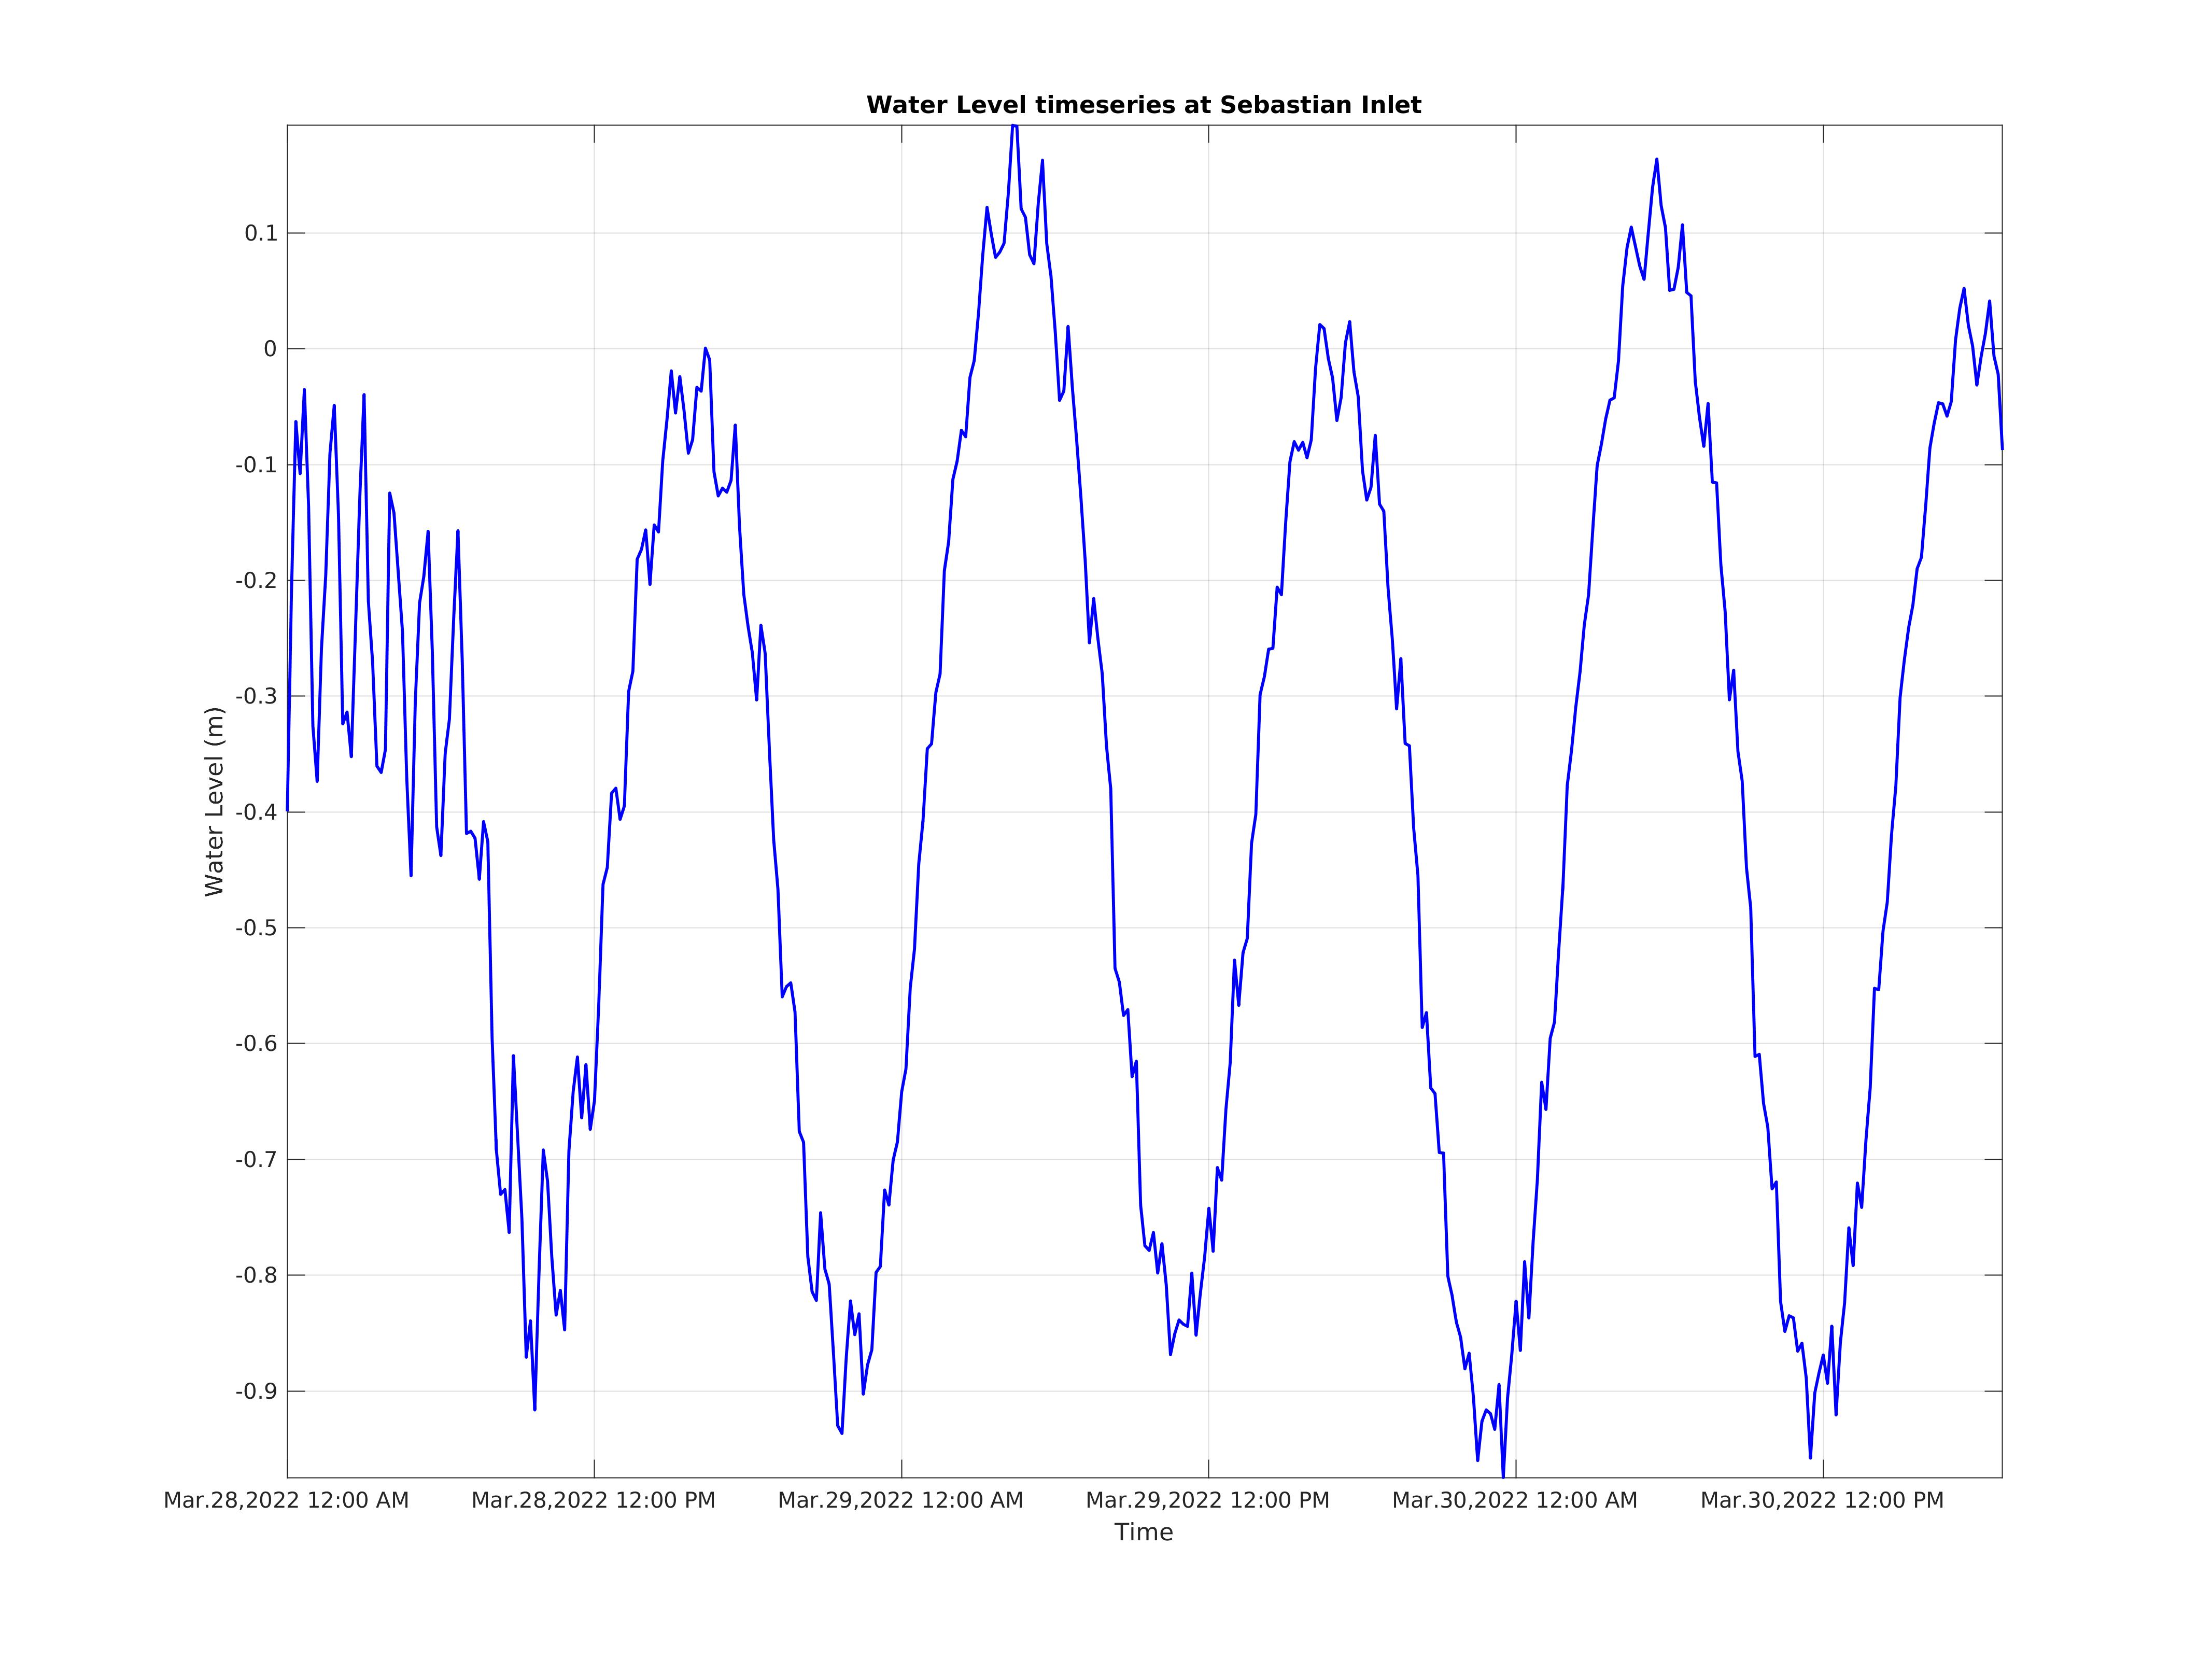 Water Level timeseries at Sebastian Inlet
0.1
0
-0.1
-0.2
-0.3
-0.4
-0.5
-0.6
-0.7
-0.8
-0.9
Water Level (m)
Mar.28,2022 12:00 AM
Mar.28,2022 12:00 PM
Mar.29,2022 12:00 AM
Mar.29,2022 12:00 PM
Mar.30,2022 12:00 AM
Mar.30,2022 12:00 PM
Time